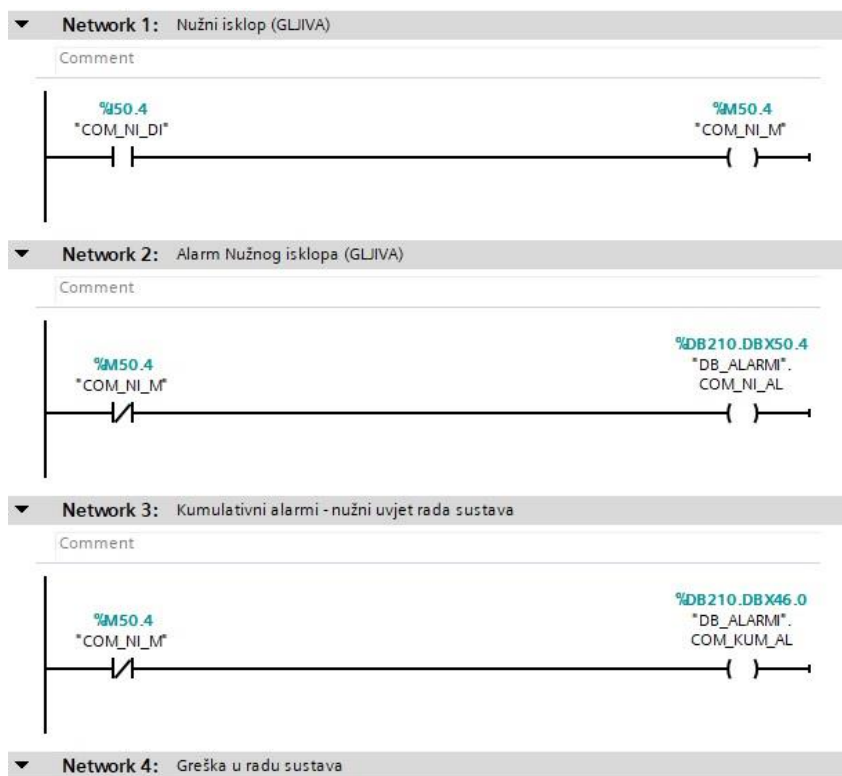 Network 1: Nužni isklop (GLJIVA)
Comment
%I50.4
"COM_NI_DI"
%M50.4
"COM_NI_M"
Network 2: Alarm Nužnog isklopa (GLJIVA)
Comment
%M50.4
"COM_NI_M"
%DB210.DBX50.4
"DB_ALARMI".
COM_NI_AL
Network 3: Kumulativni alarmi - nužni uvjet rada sustava
Comment
%M50.4
"COM_NI_M"
%DB210.DBX46.0
"DB_ALARMI".
COM_KUM_AL
Network 4: Greška u radu sustava